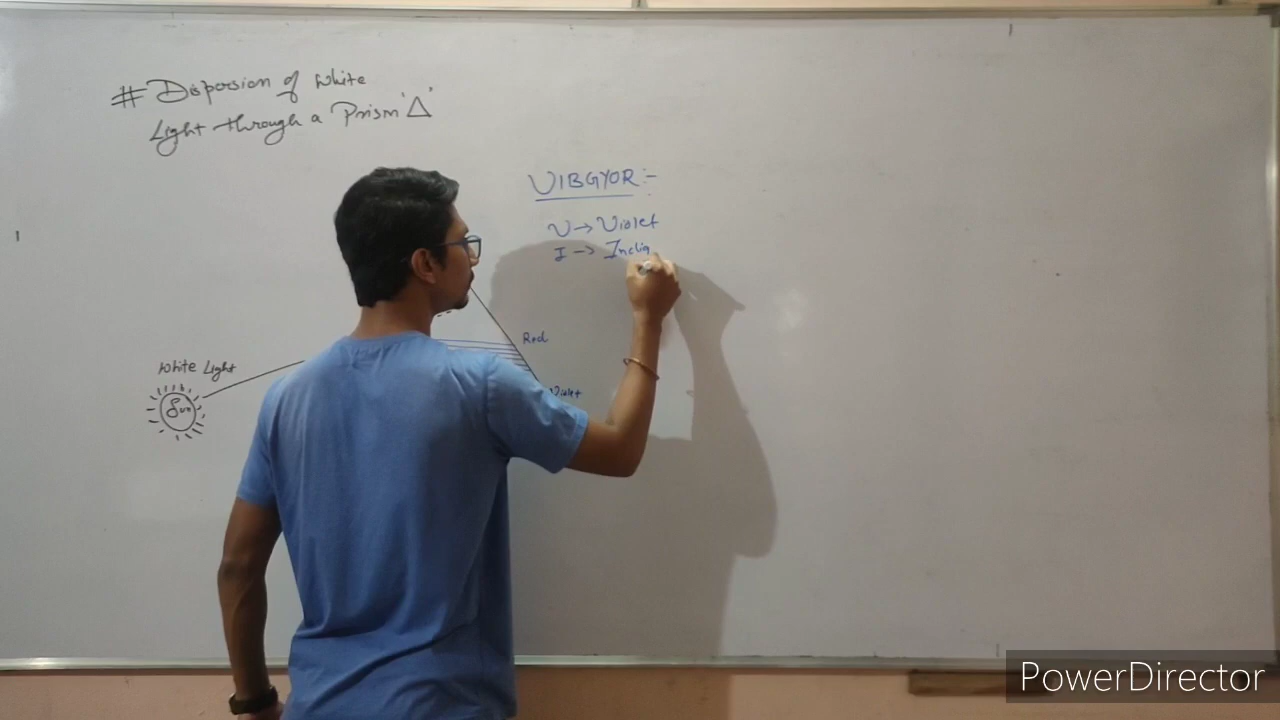 # Dispersion of White
Light through a Prism 'Δ'
VIBGYOR :-
V → Violet
I → Indig
Red
White Light
Sun
Violet
PowerDirector